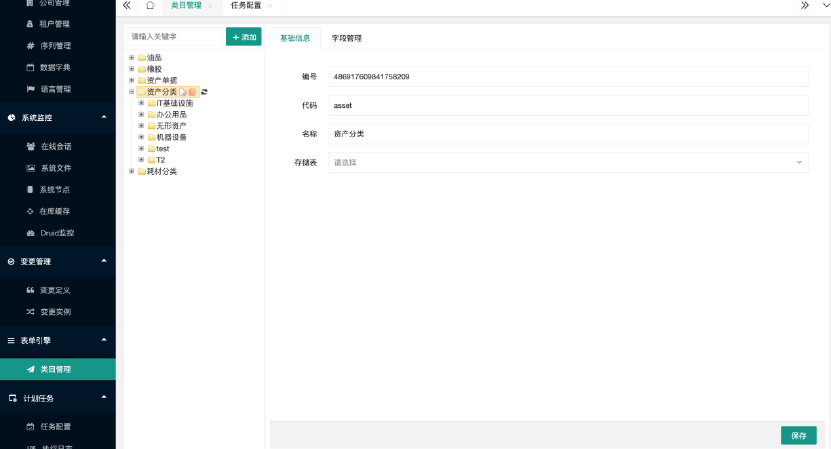 公司管理
租户管理
序列管理
数据字典
语言管理
系统监控
在线会话
系统文件
系统节点
在库缓存
Druid监控
变更管理
变更定义
变更实例
表单引擎
类目管理
计划任务
任务配置
执行日志
类目管理
任务配置
请输入关键字
+ 添加
油品
橡胶
资产单据
资产分类
IT基础设施
办公用品
无形资产
机器设备
test
T2
耗材分类
基础信息 字段管理
编号 486917609841758209
代码 asset
名称 资产分类
存储表 请选择
保存